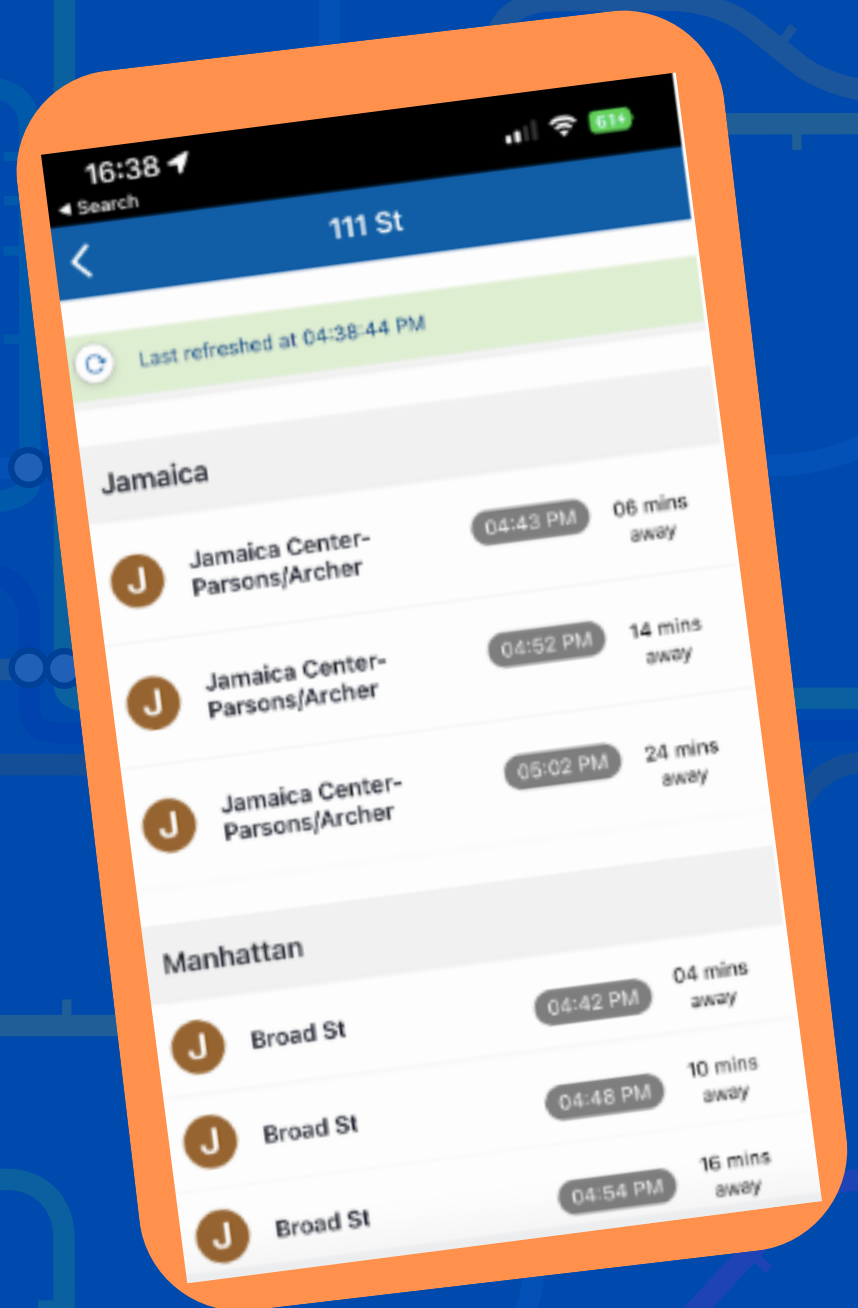 16:38
61
◀ Search
111 St
Last refreshed at 04:38:44 PM
Jamaica
J
Jamaica Center-
Parsons/Archer
04:43 PM
06 mins
away
J
Jamaica Center-
Parsons/Archer
04:52 PM
14 mins
away
J
Jamaica Center-
Parsons/Archer
05:02 PM
24 mins
away
Manhattan
J
Broad St
04:42 PM
04 mins
away
J
Broad St
04:48 PM
10 mins
away
J
Broad St
04:54 PM
16 mins
away